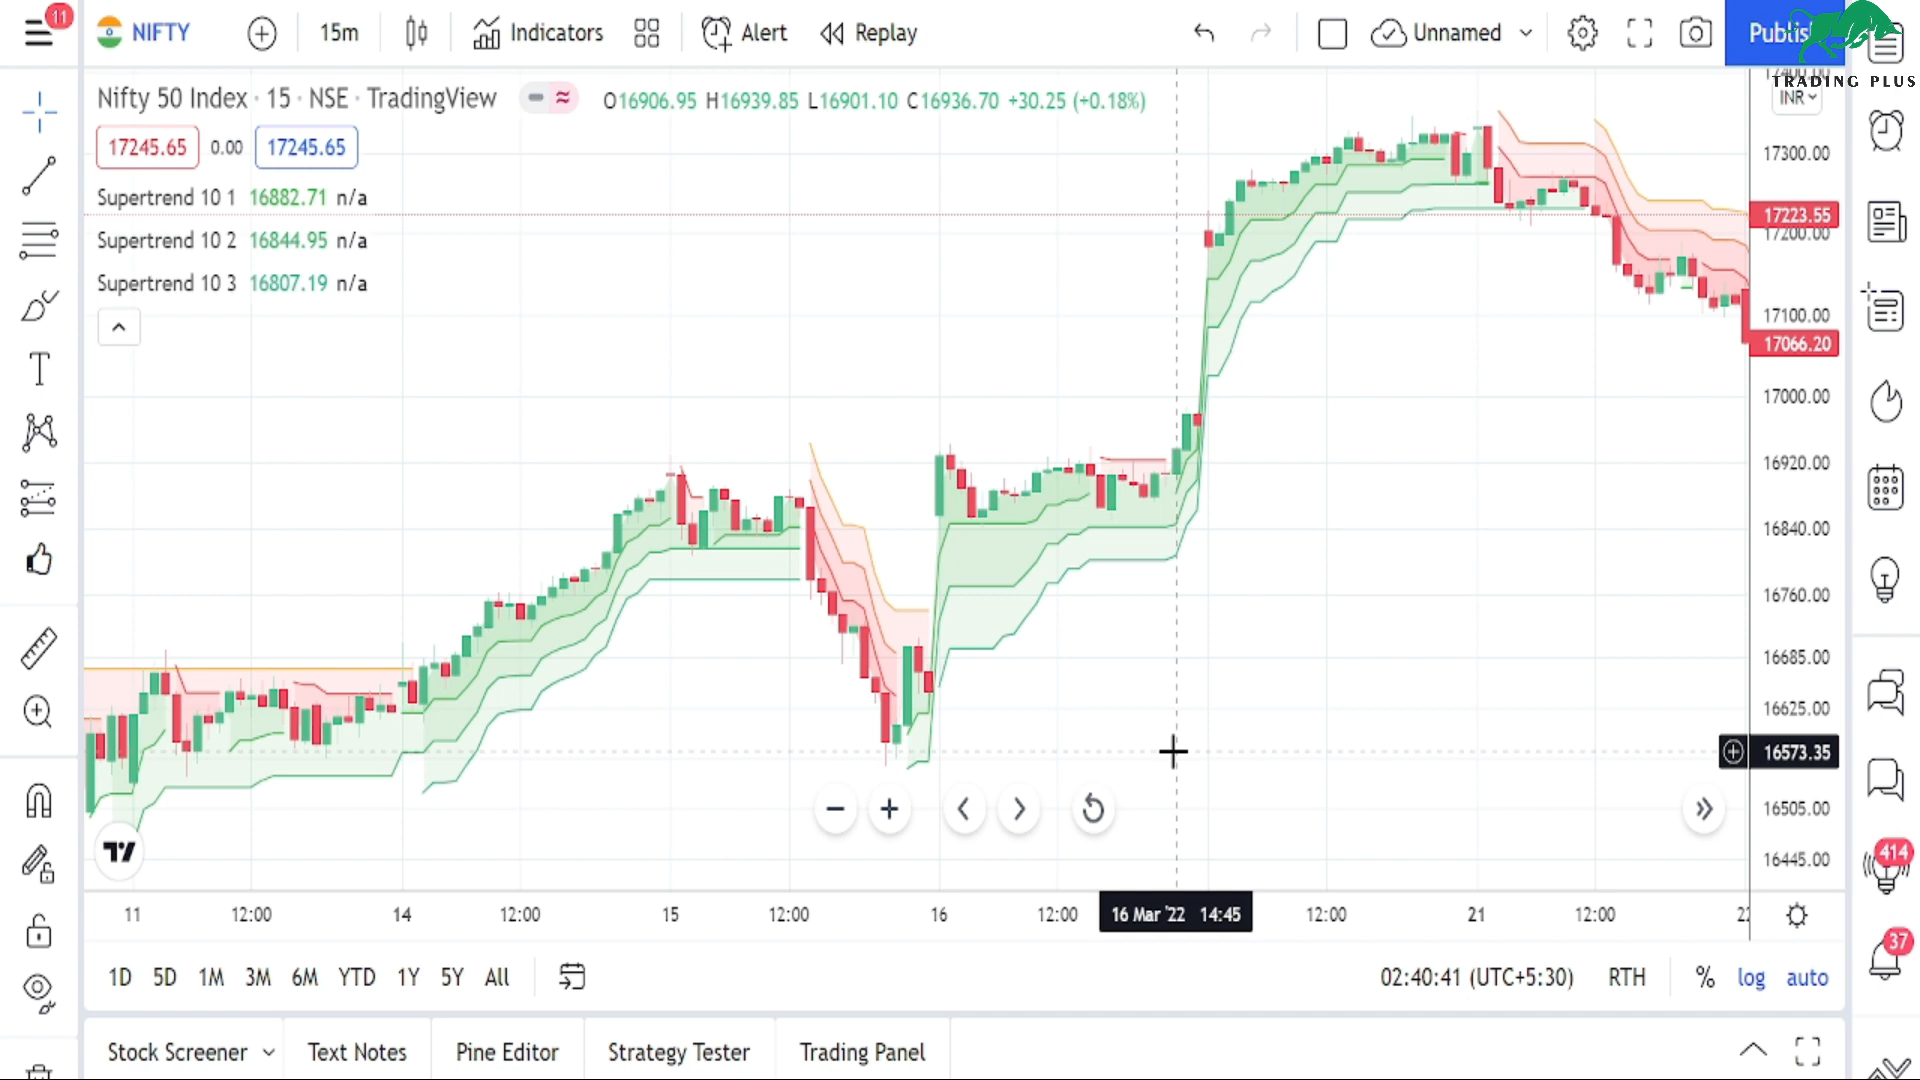 11
NIFTY
15m
Indicators
Alert
Replay
Unnamed
Publish
TRADING PLUS
Nifty 50 Index · 15 · NSE · TradingView
O16906.95 H16939.85 L16901.10 C16936.70 +30.25 (+0.18%)
INR
17245.65 0.00 17245.65
Supertrend 10 1 16882.71 n/a
Supertrend 10 2 16844.95 n/a
Supertrend 10 3 16807.19 n/a
17400.00
17300.00
17223.55
17200.00
17100.00
17066.20
17000.00
16920.00
16840.00
16760.00
16685.00
16625.00
16573.35
16505.00
16445.00
11 12:00 14 12:00 15 12:00 16 12:00 16 Mar '22 14:45 12:00 21 12:00 22
1D 5D 1M 3M 6M YTD 1Y 5Y All
02:40:41 (UTC+5:30) RTH % log auto
Stock Screener Text Notes Pine Editor Strategy Tester Trading Panel
414
37